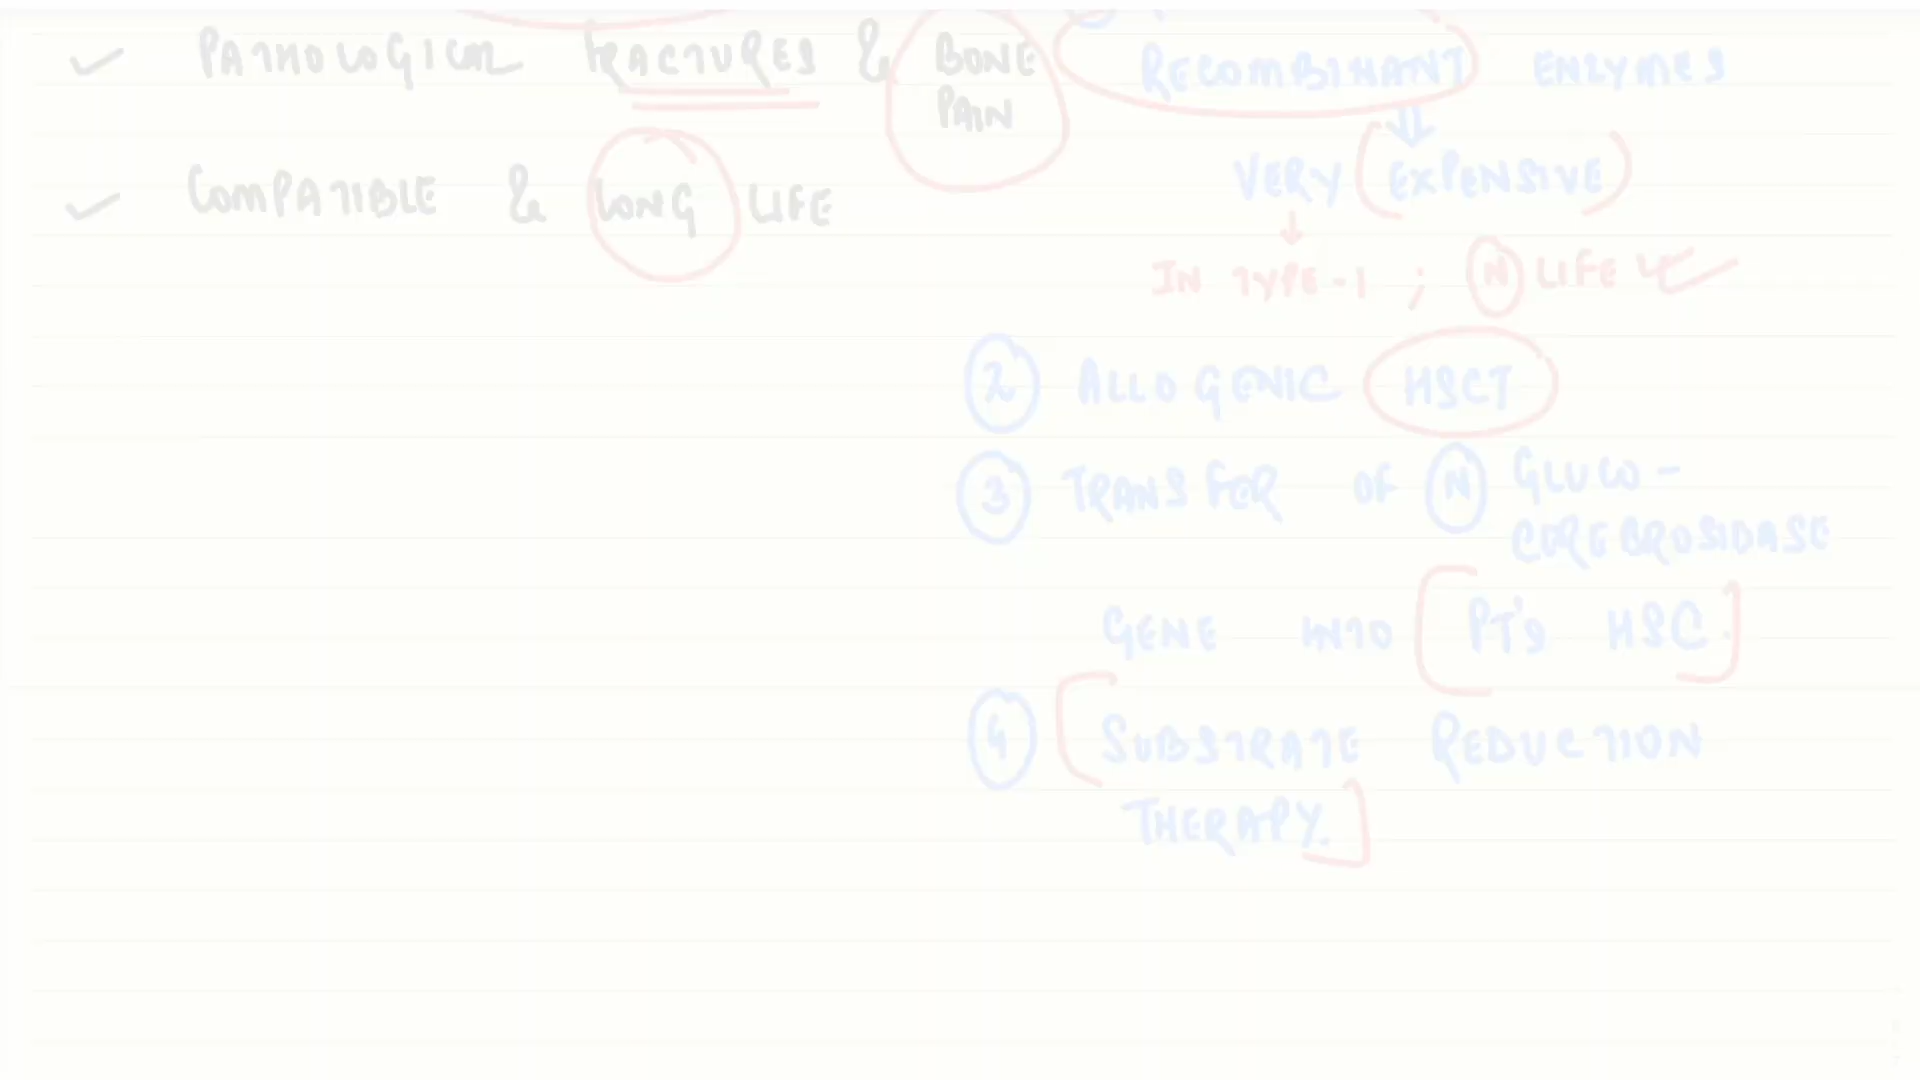 ✓ PATHOLOGICAL FRACTURES & BONE PAIN
✓ COMPATIBLE & LONG LIFE
RECOMBINANT ENZYMES
⇓
VERY (EXPENSIVE)
↓
IN TYPE-1 ; N LIFE ✓
2 ALLOGENIC HSCT
3 TRANSFER OF N GLUCO-
CEREBROSIDASE
GENE INTO [PT'S HSC.]
4 [SUBSTRATE REDUCTION
THERAPY.]